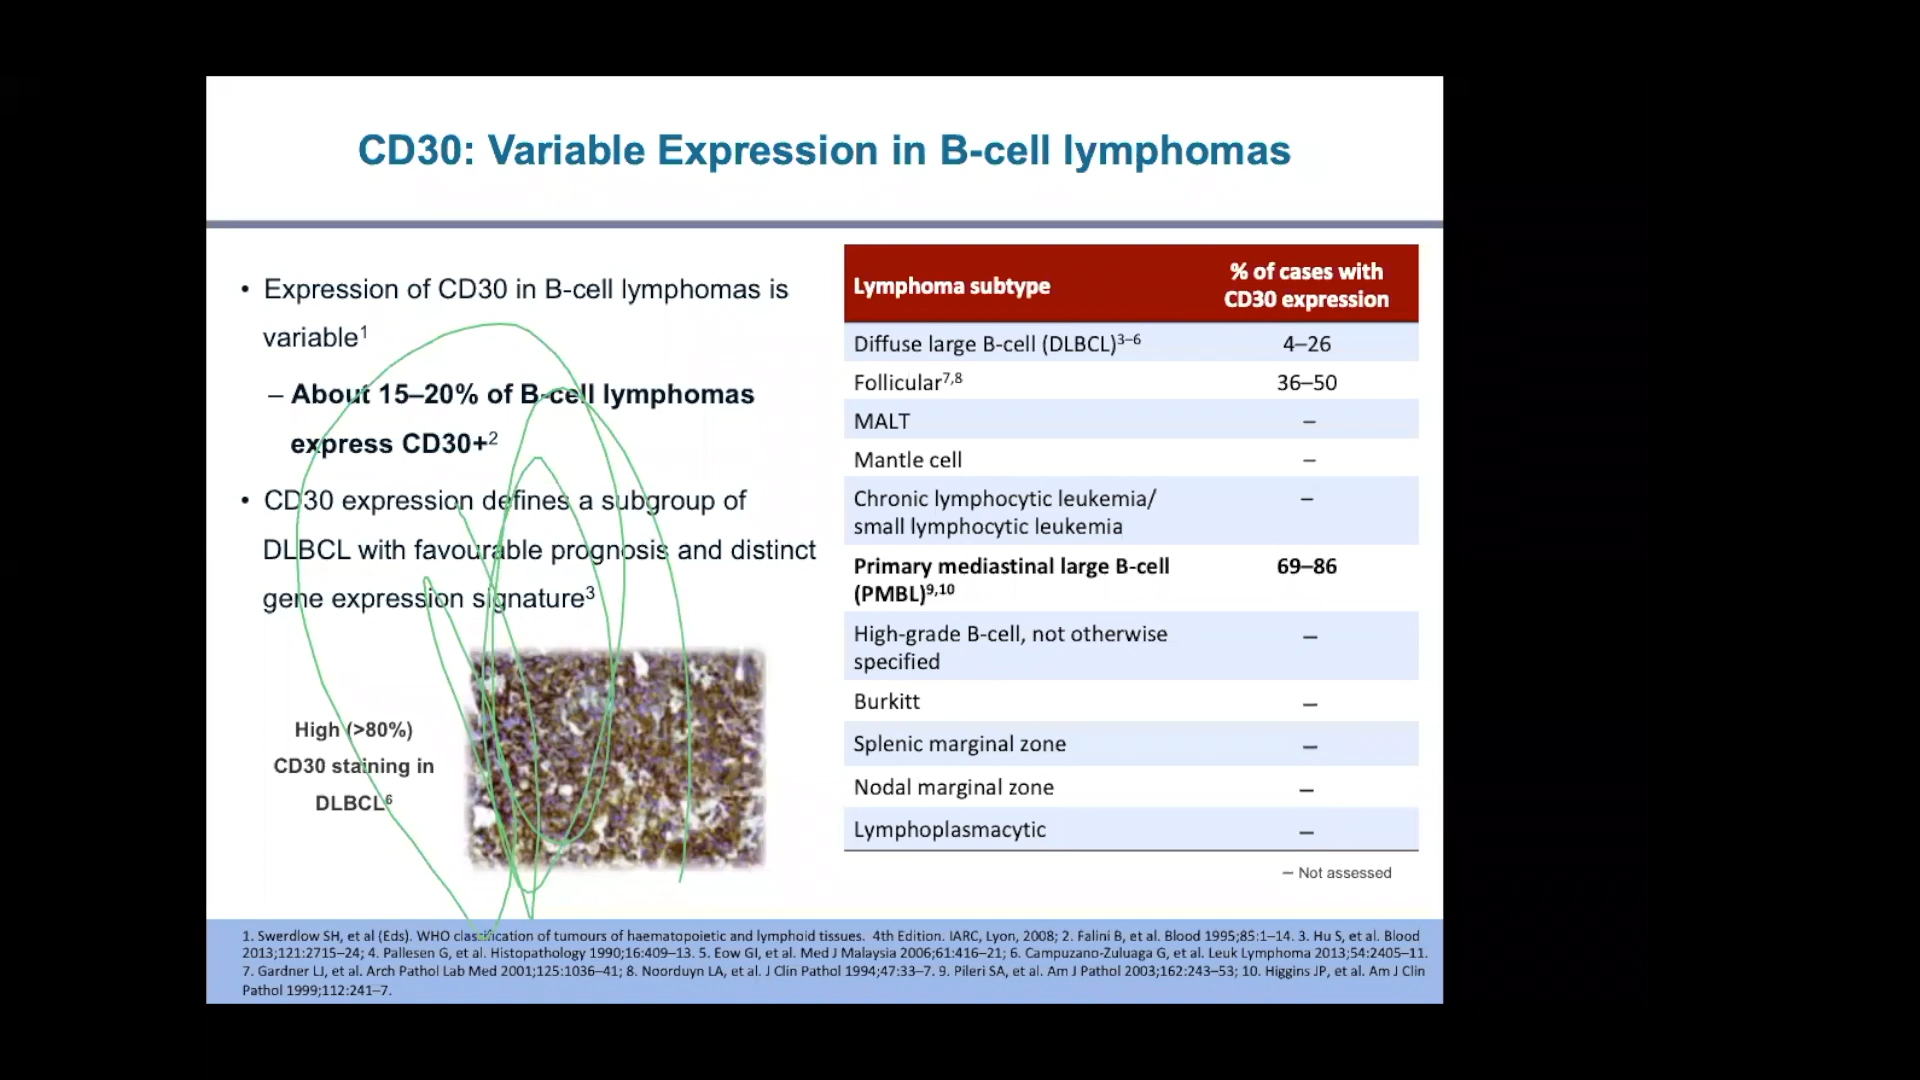 CD30: Variable Expression in B-cell lymphomas
• Expression of CD30 in B-cell lymphomas is
variable¹
– About 15–20% of B-cell lymphomas
express CD30+²
• CD30 expression defines a subgroup of
DLBCL with favourable prognosis and distinct
gene expression signature³
High (>80%)
CD30 staining in
DLBCL⁶
Lymphoma subtype % of cases with CD30 expression
Diffuse large B-cell (DLBCL)³⁻⁶ 4–26
Follicular⁷,⁸ 36–50
MALT –
Mantle cell –
Chronic lymphocytic leukemia/ –
small lymphocytic leukemia
Primary mediastinal large B-cell 69–86
(PMBL)⁹,¹⁰
High-grade B-cell, not otherwise –
specified
Burkitt –
Splenic marginal zone –
Nodal marginal zone –
Lymphoplasmacytic –
– Not assessed
1. Swerdlow SH, et al (Eds). WHO classification of tumours of haematopoietic and lymphoid tissues. 4th Edition. IARC, Lyon, 2008; 2. Falini B, et al. Blood 1995;85:1–14. 3. Hu S, et al. Blood
2013;121:2715–24; 4. Pallesen G, et al. Histopathology 1990;16:409–13. 5. Eow GI, et al. Med J Malaysia 2006;61:416–21; 6. Campuzano-Zuluaga G, et al. Leuk Lymphoma 2013;54:2405–11.
7. Gardner LJ, et al. Arch Pathol Lab Med 2001;125:1036–41; 8. Noorduyn LA, et al. J Clin Pathol 1994;47:33–7. 9. Pileri SA, et al. Am J Pathol 2003;162:243–53; 10. Higgins JP, et al. Am J Clin
Pathol 1999;112:241–7.